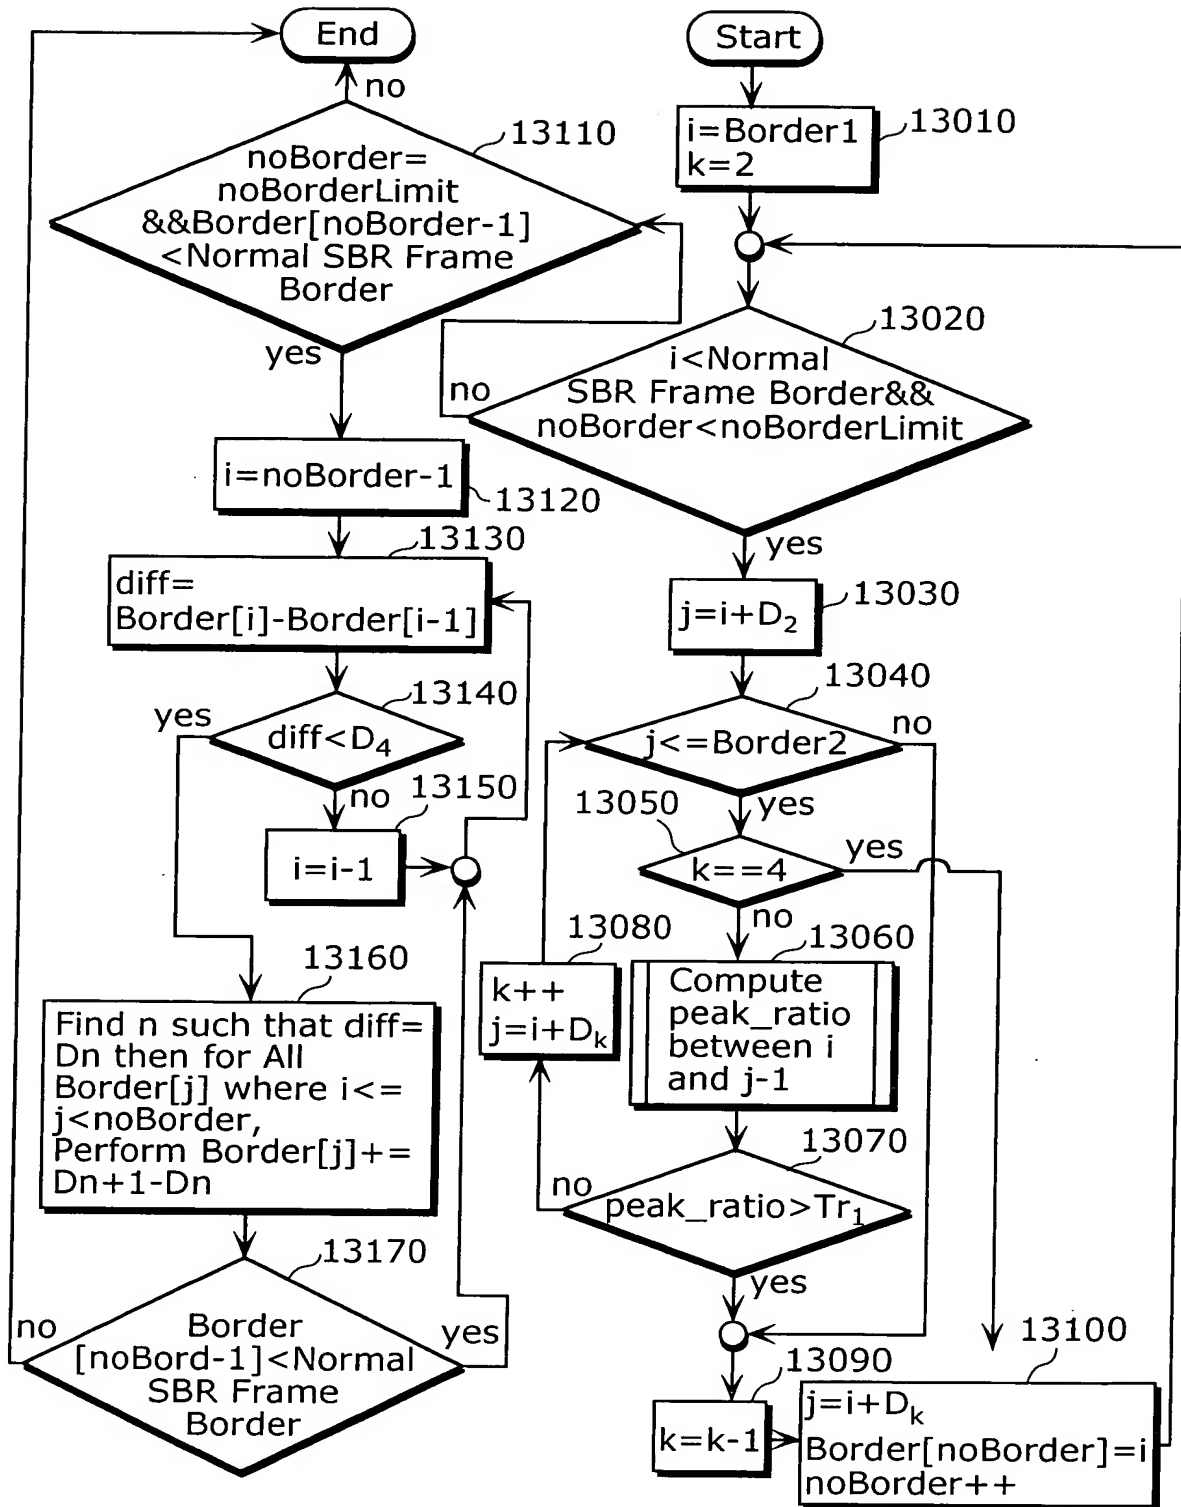 Start
i=Border1
k=2
13010
i<Normal
SBR Frame Border&&
noBorder<noBorderLimit
13020
no
yes
j=i+D2
13030
j<=Border2
13040
no
yes
k==4
13050
yes
no
Compute
peak_ratio
between i
and j-1
13060
peak_ratio>Tr1
13070
no
yes
k++
j=i+Dk
13080
k=k-1
13090
j=i+Dk
Border[noBorder]=i
noBorder++
13100
End
no
noBorder=
noBorderLimit
&&Border[noBorder-1]
<Normal SBR Frame
Border
13110
yes
i=noBorder-1
13120
diff=
Border[i]-Border[i-1]
13130
diff<D4
13140
yes
no
i=i-1
13150
Find n such that diff=
Dn then for All
Border[j] where i<=
j<noBorder,
Perform Border[j]+=
Dn+1-Dn
13160
Border
[noBord-1]<Normal
SBR Frame
Border
13170
no
yes